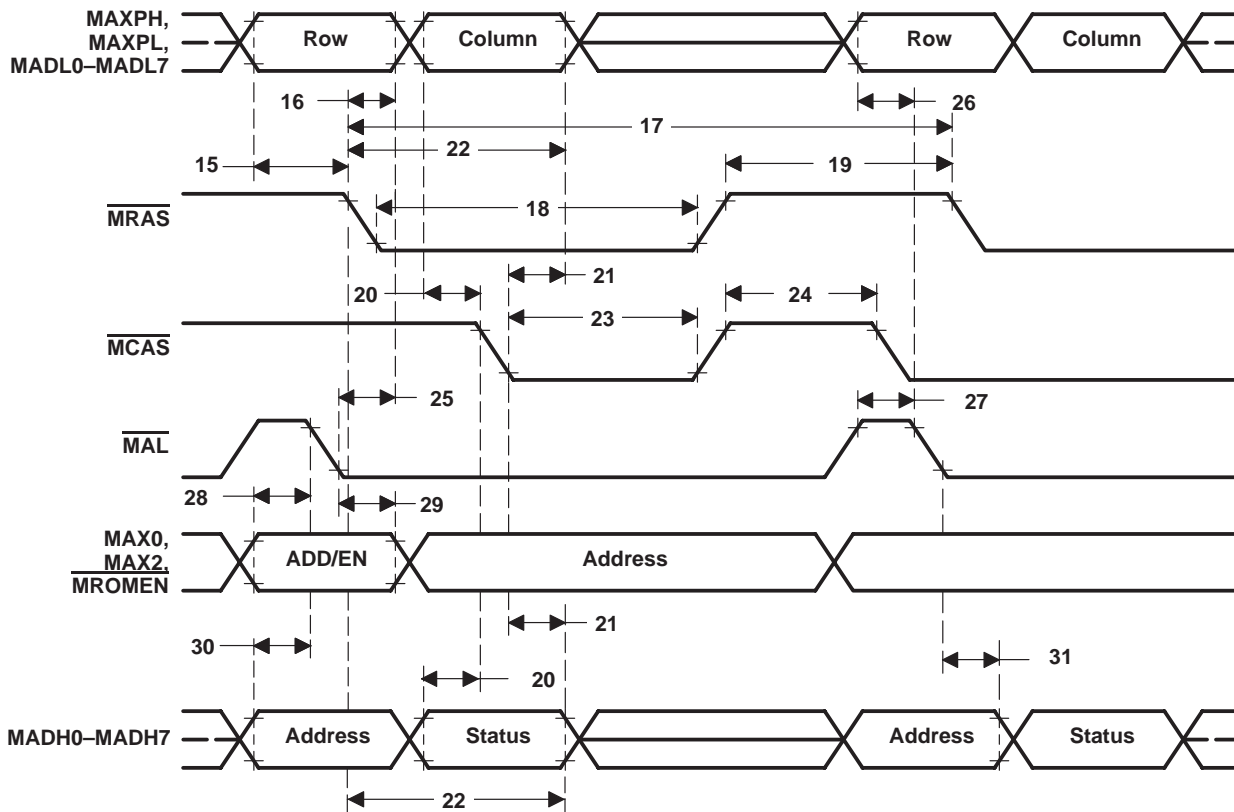 MAXPH,
MAXPL,
MADL0–MADL7
Row
Column
Row
Column
16
26
17
15
22
19
MRAS
18
21
20
24
23
MCAS
25
27
MAL
28
29
MAX0,
MAX2,
MROMEN
ADD/EN
Address
21
30
31
20
MADH0–MADH7
Address
Status
Address
Status
22